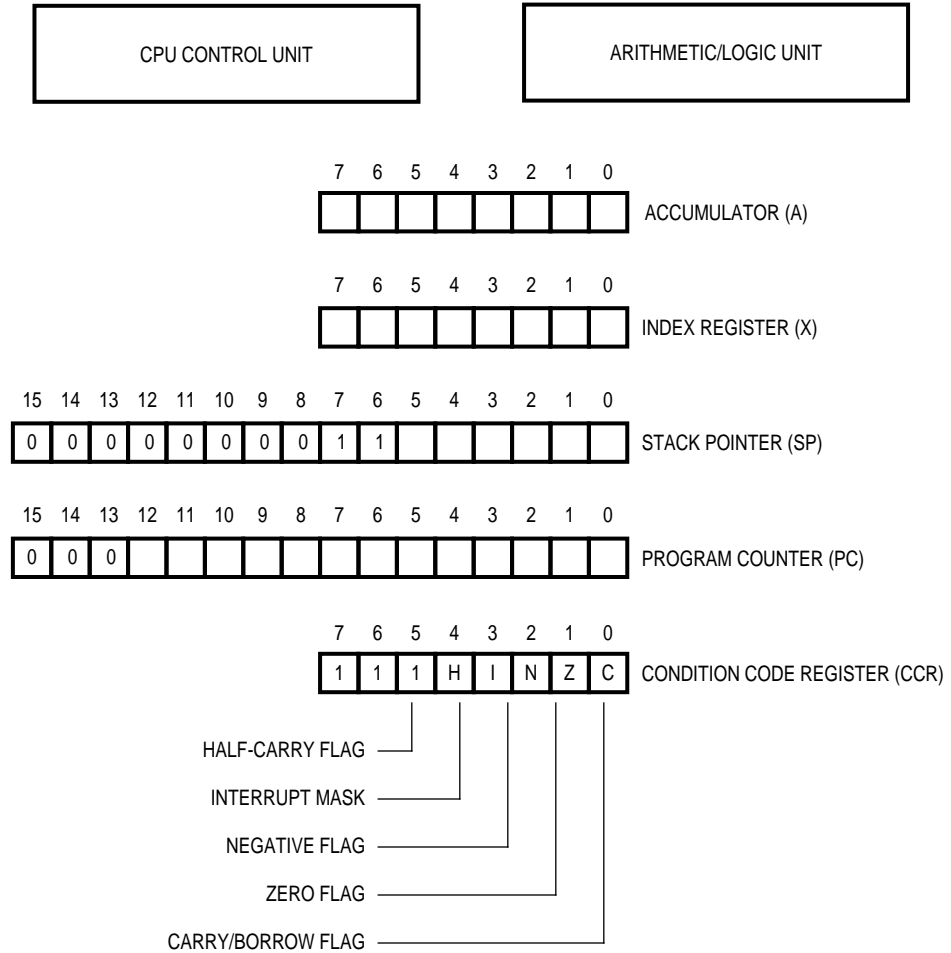 CPU CONTROL UNIT
ARITHMETIC/LOGIC UNIT
7 6 5 4 3 2 1 0
ACCUMULATOR (A)
7 6 5 4 3 2 1 0
INDEX REGISTER (X)
15 14 13 12 11 10 9 8 7 6 5 4 3 2 1 0
0 0 0 0 0 0 0 0 1 1 STACK POINTER (SP)
15 14 13 12 11 10 9 8 7 6 5 4 3 2 1 0
0 0 0 PROGRAM COUNTER (PC)
7 6 5 4 3 2 1 0
1 1 1 H I N Z C CONDITION CODE REGISTER (CCR)
HALF-CARRY FLAG
INTERRUPT MASK
NEGATIVE FLAG
ZERO FLAG
CARRY/BORROW FLAG